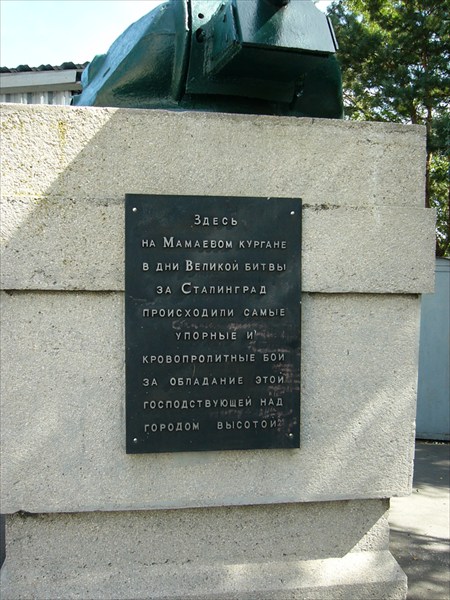 Здесь
на Мамаевом кургане
в дни Великой битвы
за Сталинград
происходили самые
упорные и
кровопролитные бои
за обладание этой
господствующей над
городом высотой